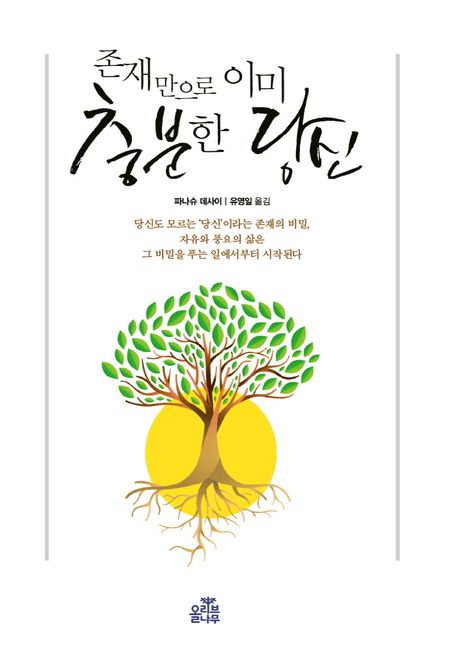 존재만으로 이미
충분한 당신
파나슈 데사이 | 유영일 옮김
당신도 모르는 '당신'이라는 존재의 비밀,
자유와 풍요의 삶은
그 비밀을 푸는 일에서부터 시작된다
올리브
나무